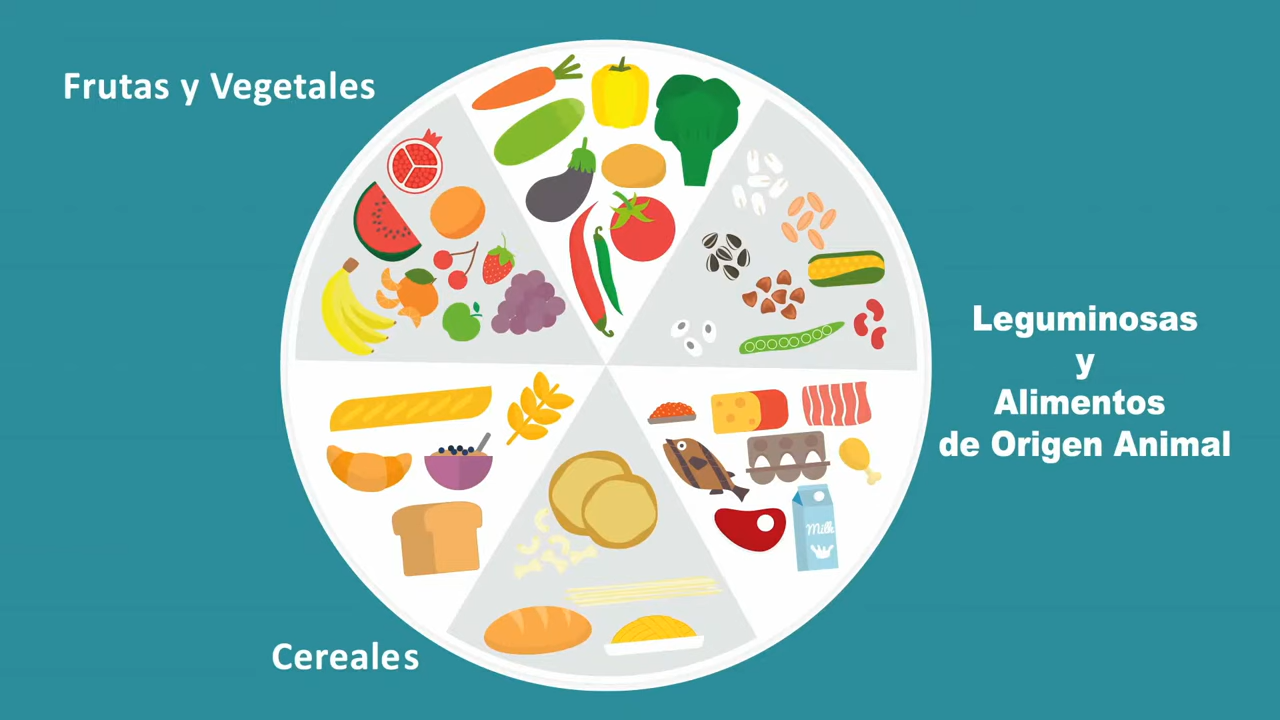 Frutas y Vegetales
Leguminosas
y
Alimentos
de Origen Animal
Milk
Cereales